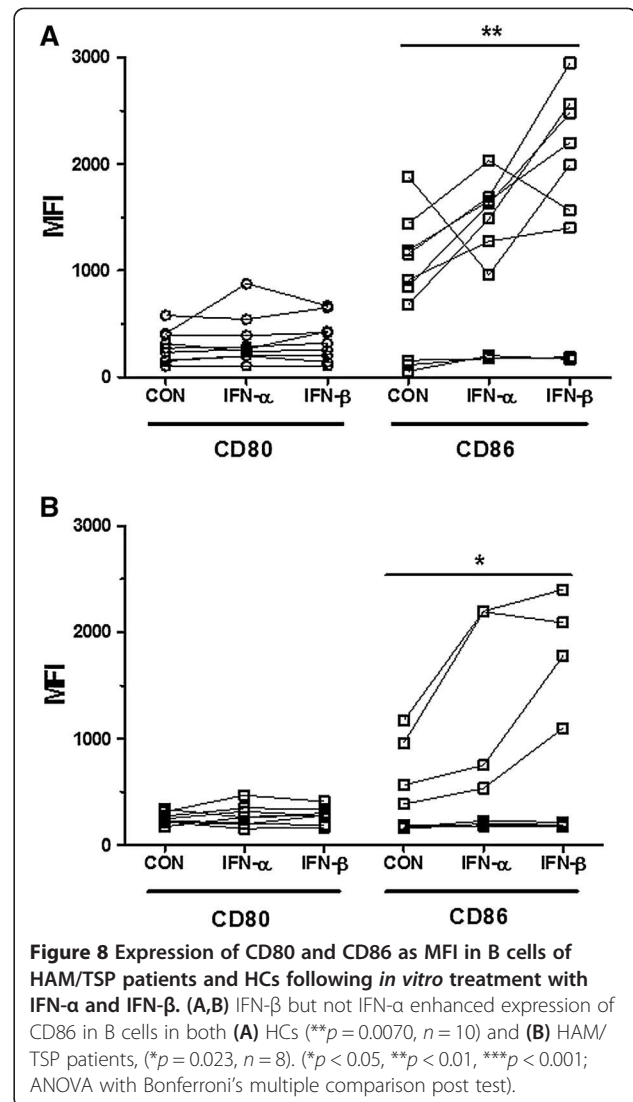 A
**
3000
2000
1000
0
MFI
CON IFN-α IFN-β CON IFN-α IFN-β
CD80 CD86
B
*
3000
2000
1000
0
MFI
CON IFN-α IFN-β CON IFN-α IFN-β
CD80 CD86
Figure 8 Expression of CD80 and CD86 as MFI in B cells of
HAM/TSP patients and HCs following in vitro treatment with
IFN-α and IFN-β. (A,B) IFN-β but not IFN-α enhanced expression of
CD86 in B cells in both (A) HCs (**p = 0.0070, n = 10) and (B) HAM/
TSP patients, (*p = 0.023, n = 8). (*p < 0.05, **p < 0.01, ***p < 0.001;
ANOVA with Bonferroni's multiple comparison post test).